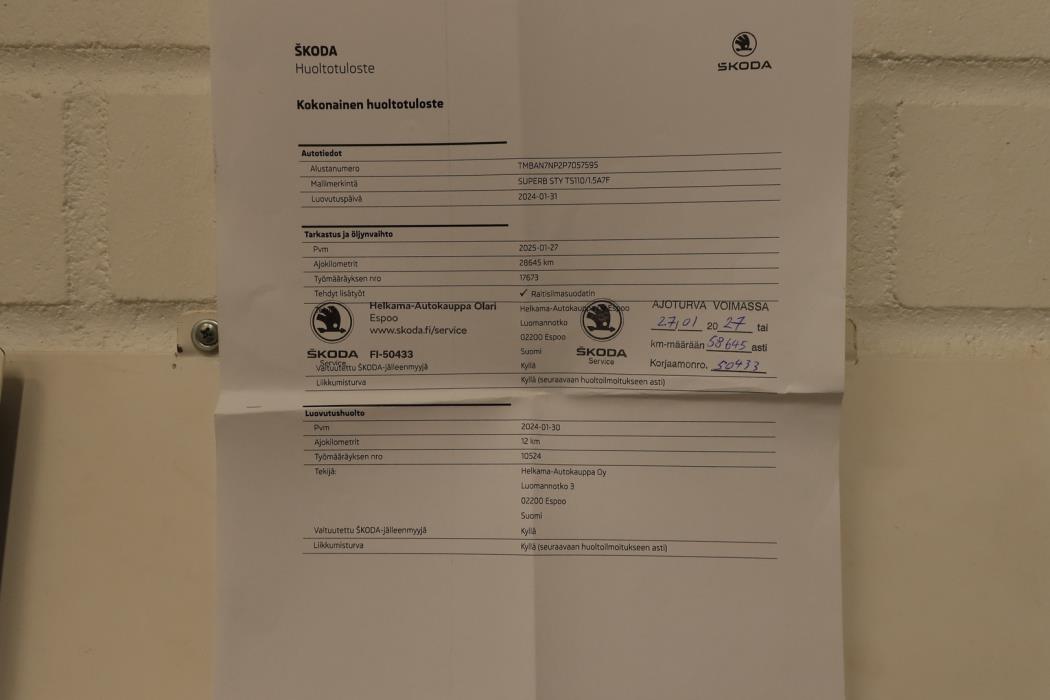 ŠKODA
Huoltotuloste
ŠKODA
Kokonainen huoltotuloste
Autotiedot
Alustanumero TMBAN7NP2P7057595
Mallimerkintä SUPERB STY TS110/1.5A7F
Luovutuspäivä 2024-01-31
Tarkastus ja öljynvaihto
Pvm 2025-01-27
Ajokilometrit 28645 km
Työmääräyksen nro 17673
Tehdyt lisätyöt ✓ Raitisilmasuodatin
Helkama-Autokauppa Olari
Espoo
www.skoda.fi/service
ŠKODA FI-50433
Service
Helkama-Autokauppa Espoo
Luomannotko
02200 Espoo
Suomi
ŠKODA
Service
AJOTURVA VOIMASSA
27,01 2027 tai
km-määrään 58645 asti
Korjaamonro. 50433
Valtuutettu ŠKODA-jälleenmyyjä Kyllä
Liikkumisturva Kyllä (seuraavaan huoltoilmoitukseen asti)
Luovutushuolto
Pvm 2024-01-30
Ajokilometrit 12 km
Työmääräyksen nro 10524
Tekijä: Helkama-Autokauppa Oy
Luomannotko 3
02200 Espoo
Suomi
Valtuutettu ŠKODA-jälleenmyyjä Kyllä
Liikkumisturva Kyllä (seuraavaan huoltoilmoitukseen asti)